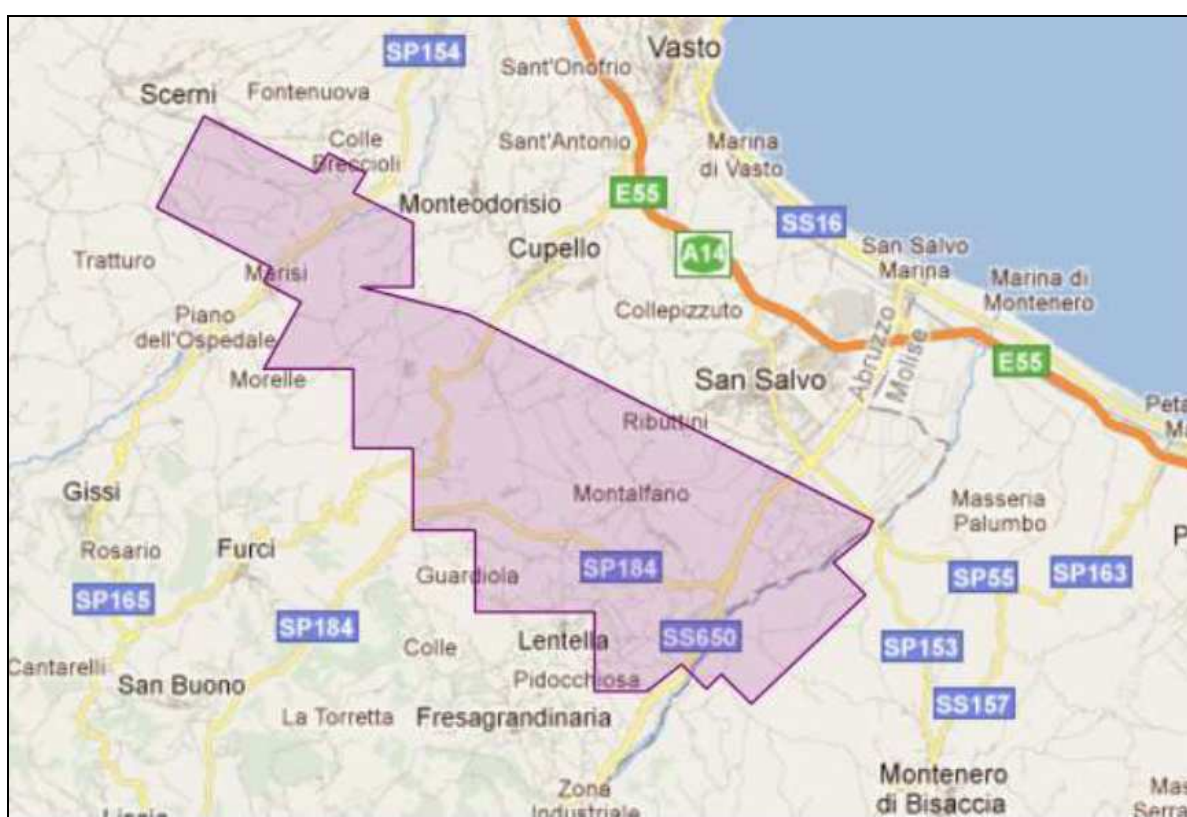 SP154
Vasto
Sant'Onofrio
Scerni
Fontenuova
Colle
Breccioli
Sant'Antonio
Marina
di Vasto
E55
Monteodorisio
SS16
Cupello
A14
San Salvo
Marina
Tratturo
Marisi
Marina di
Montenero
Collepizzuto
Piano
dell'Ospedale
Abruzzo
Molise
E55
Morelle
San Salvo
Ributtini
Gissi
Montalfano
Masseria
Palumbo
Rosario
Furci
Guardiola
SP184
SP55
SP163
SP165
SP184
Lentella
SS650
Colle
SP153
Cantarelli
San Buono
Pidocchiosa
La Torretta
Fresagrandinaria
SS157
Montenero
di Bisaccia
Zona
Industriale